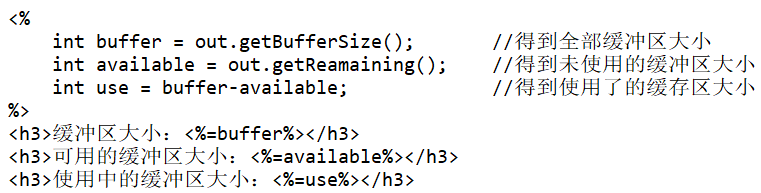 <%
    int buffer = out.getBufferSize();       //得到全部缓冲区大小
    int available = out.getReamaining();    //得到未使用的缓冲区大小
    int use = buffer-available;             //得到使用了的缓存区大小
%>
<h3>缓冲区大小：<%=buffer%></h3>
<h3>可用的缓冲区大小：<%=available%></h3>
<h3>使用中的缓冲区大小：<%=use%></h3>